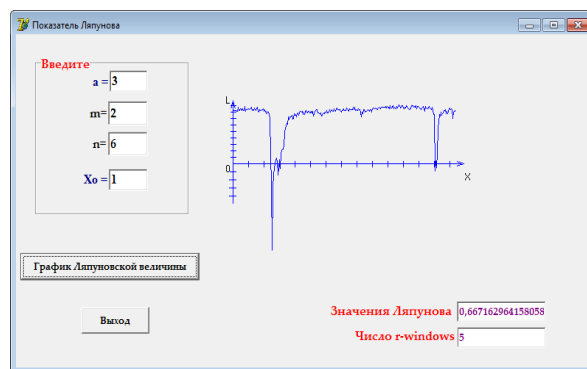 Показатель Ляпунова
Введите
a = 3
m= 2
n= 6
Xo = 1
L
0
X
График Ляпуновской величины
Выход
Значения Ляпунова 0,667162964158058
Число r-windows 5